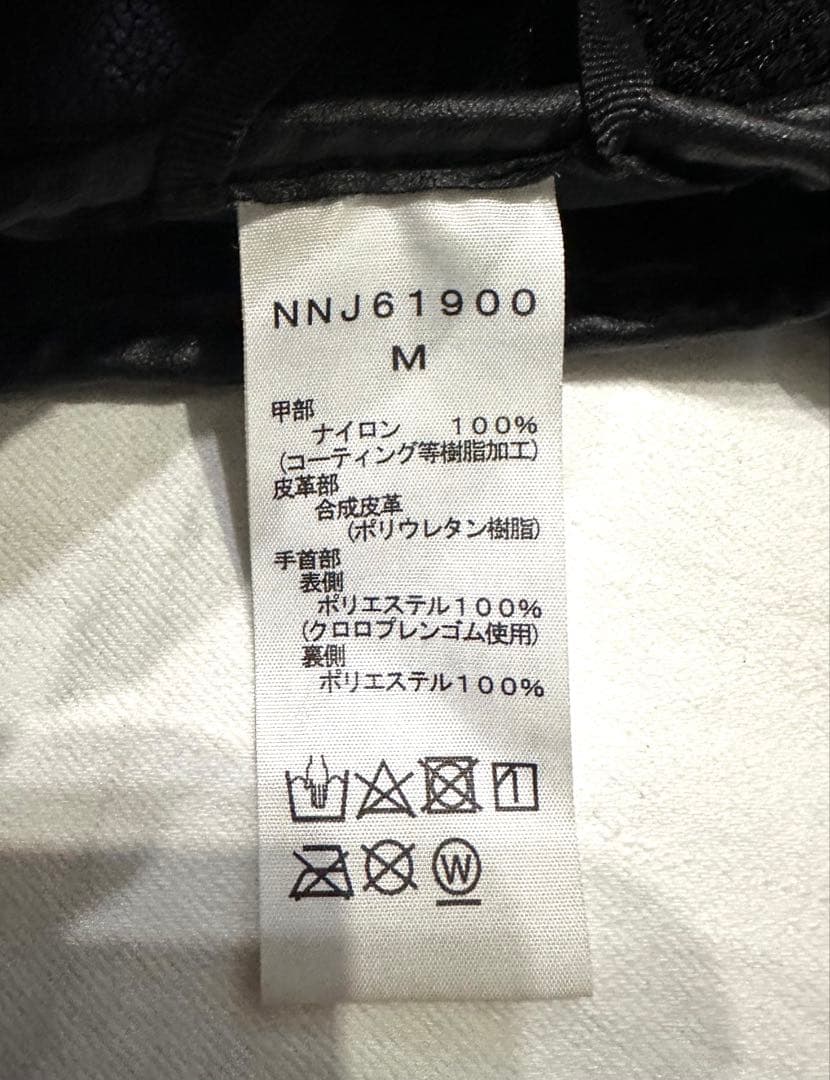 NNJ61900
M
甲部
ナイロン 100%
(コーティング等樹脂加工)
皮革部
合成皮革
(ポリウレタン樹脂)
手首部
表側
ポリエステル100%
(クロロプレンゴム使用)
裏側
ポリエステル100%
W